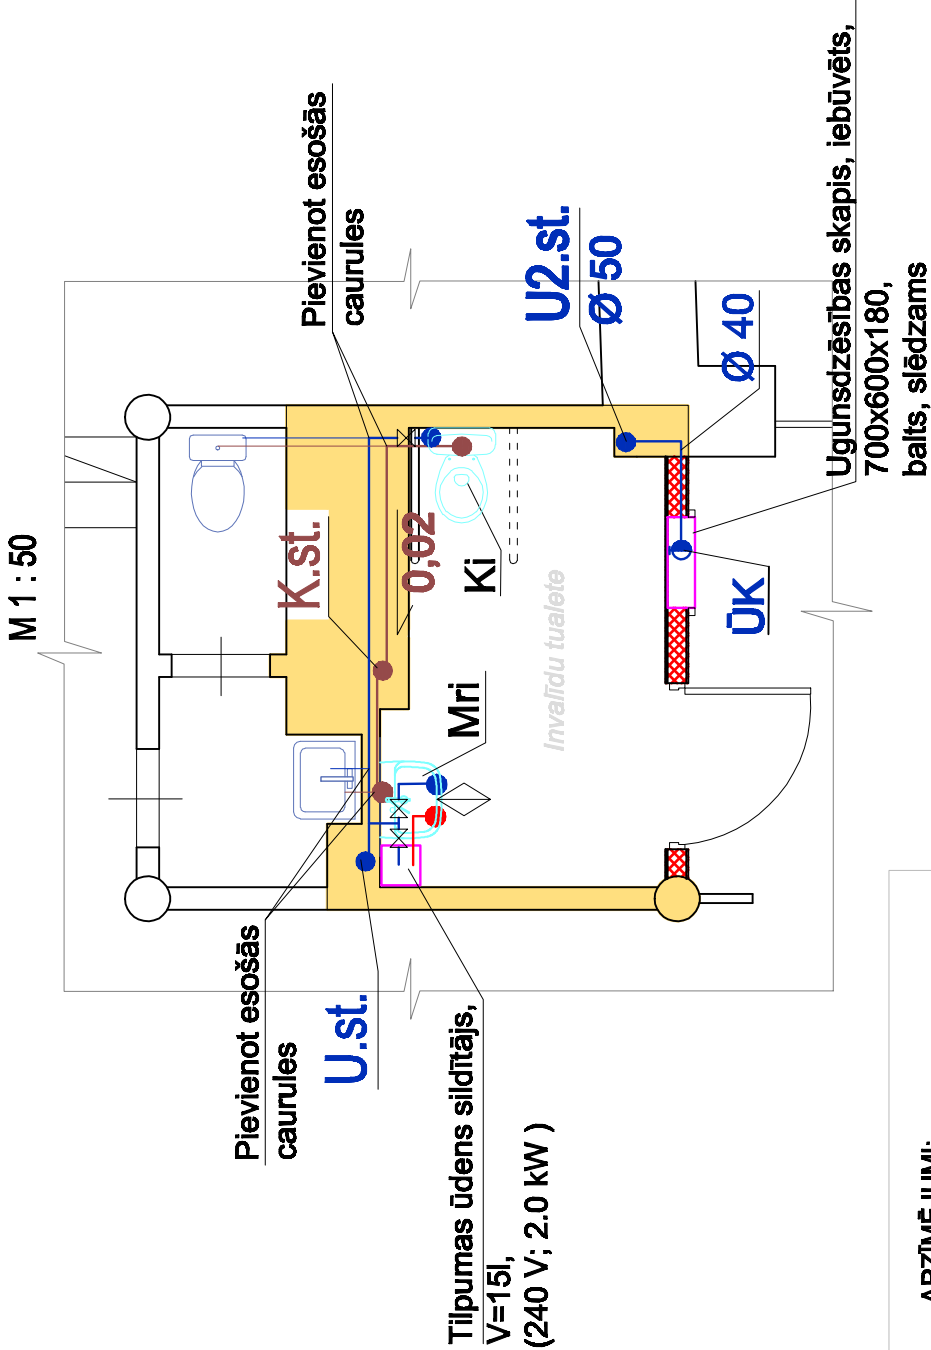 M 1 : 50
Pievienot esošās
caurules
Pievienot esošās
caurules
U.st.
Tilpumas ūdens sildītājs,
V=15l,
(240 V; 2.0 kW )
K.st.
0,02
Ki
Mri
Invalīdu tualete
U2.st.
Ø 50
Ø 40
ŪK
Ugunsdzēsības skapis, iebūvēts,
700x600x180,
balts, slēdzams